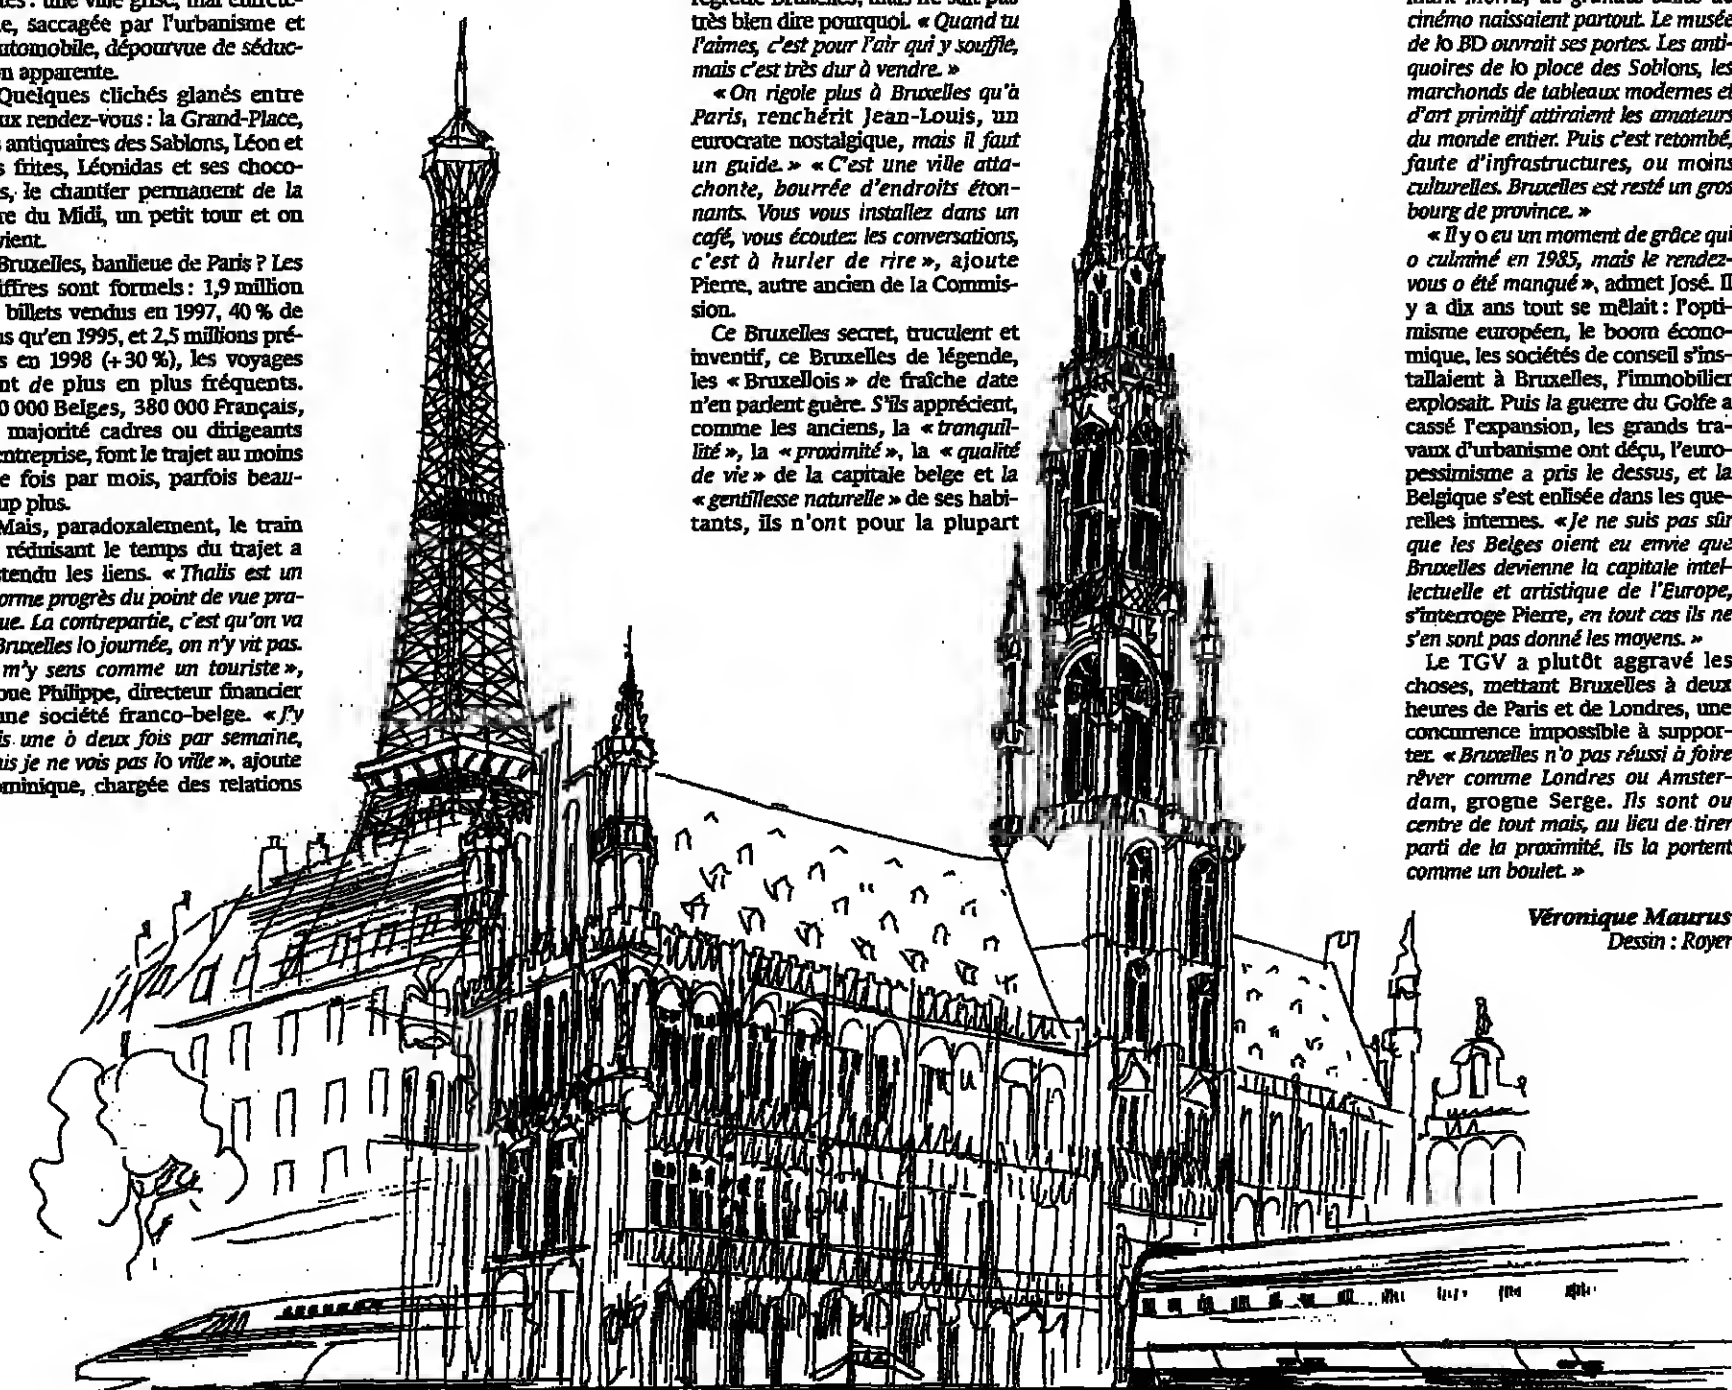 une ville grise,
e, saccagée par l'urbanisme et
utomobile, dépourvue de séduc-
n apparente.
Quelques clichés glanés entre
ux rendez-vous : la Grand-Place,
s antiquaires des Sablons, Léon et
s frites, Léonidas et ses choco-
s, le chantier permanent de la
re du Midi, un petit tour et on
vient.
Bruxelles, banlieue de Paris ? Les
iffres sont formels : 1,9 million
billets vendus en 1997, 40 % de
us qu'en 1995, et 2,5 millions pré-
s en 1998 (+ 30 %), les voyages
nt de plus en plus fréquents.
0 000 Belges, 380 000 Français,
majorité cadres ou dirigeants
entreprise, font le trajet au moins
e fois par mois, parfois beau-
up plus.
Mais, paradoxalement, le train
réduisant le temps du trajet a
stendu les liens. « Thalis est un
orme progrès du point de vue pra-
ue. La contrepartie, c'est qu'on va
Bruxelles lo journée, on n'y vit pas.
m'y sens comme un touriste »,
oue Philippe, directeur financier
une société franco-belge. « J'y
is une ò deux fois par semaine,
ais je ne vois pas lo ville », ajoute
ominique, chargée des relations
regrette Bruxelles, mais ne sait pas
très bien dire pourquoi. « Quand tu
l'aimes, c'est pour l'air qui y souffle,
mais c'est très dur à vendre. »
« On rigole plus à Bruxelles qu'à
Paris, renchérit Jean-Louis, un
eurocrate nostalgique, mais il faut
un guide. » « C'est une ville atta-
chonte, bourrée d'endroits éton-
nants. Vous vous installez dans un
café, vous écoutez les conversations,
c'est à hurler de rire », ajoute
Pierre, autre ancien de la Commis-
sion.
Ce Bruxelles secret, truculent et
inventif, ce Bruxelles de légende,
les « Bruxellois » de fraîche date
n'en parlent guère. S'ils apprécient,
comme les anciens, la « tranquil-
lité », la « proximité », la « qualité
de vie » de la capitale belge et la
« gentillesse naturelle » de ses habi-
tants, ils n'ont pour la plupart
cinémo naissaient partout. Le musée
de lo BD ouvrait ses portes. Les anti-
quoires de lo ploce des Soblons, les
marchonds de tableaux modernes et
d'art primitif attiraient les amateurs
du monde entier. Puis c'est retombé,
faute d'infrastructures, ou moins
culturelles. Bruxelles est resté un gros
bourg de province. »
« Il y o eu un moment de grâce qui
o culminé en 1985, mais le rendez-
vous o été manqué », admet José. Il
y a dix ans tout se mêlait : l'opti-
misme européen, le boom écono-
mique, les sociétés de conseil s'ins-
tallaient à Bruxelles, l'immobilier
explosait. Puis la guerre du Golfe a
cassé l'expansion, les grands tra-
vaux d'urbanisme ont déçu, l'euro-
pessimisme a pris le dessus, et la
Belgique s'est enlisée dans les que-
relles internes. « Je ne suis pas sûr
que les Belges oient eu envie que
Bruxelles devienne la capitale intel-
lectuelle et artistique de l'Europe,
s'interroge Pierre, en tout cas ils ne
s'en sont pas donné les moyens. »
Le TGV a plutôt aggravé les
choses, mettant Bruxelles à deux
heures de Paris et de Londres, une
concurrence impossible à suppor-
ter. « Bruxelles n'o pas réussi à foire
rêver comme Londres ou Amster-
dam, grogne Serge. Ils sont ou
centre de tout mais, au lieu de tirer
parti de la proximité, ils la portent
comme un boulet. »
Véronique Maurus
Dessin : Royer